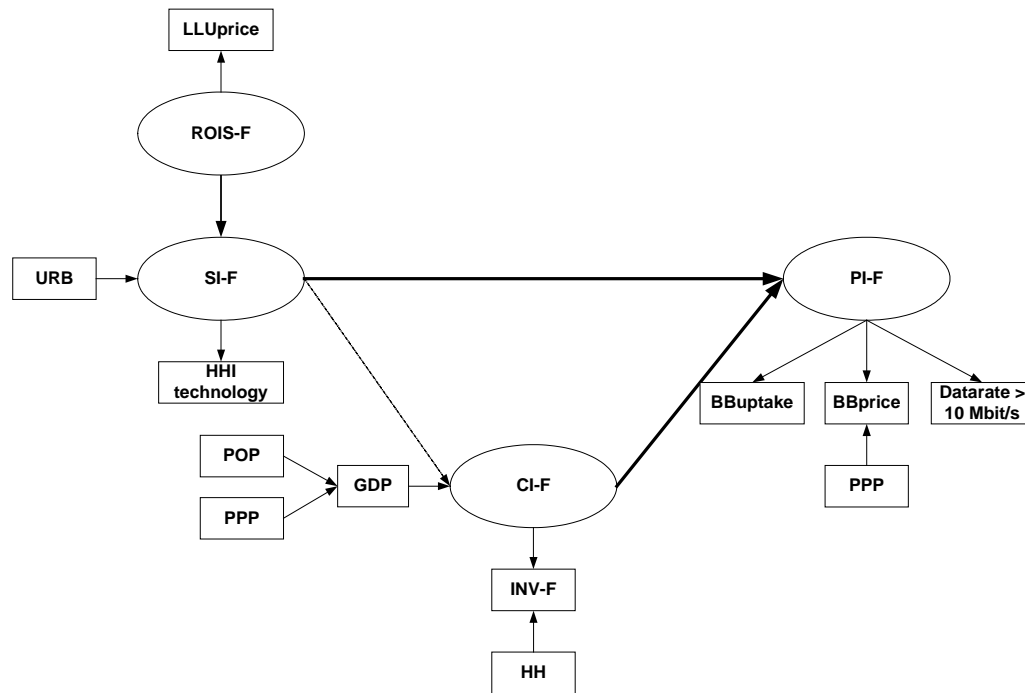 LLUprice
ROIS-F
URB
SI-F
PI-F
HHI
technology
BBuptake
BBprice
Datarate >
10 Mbit/s
POP
GDP
CI-F
PPP
PPP
INV-F
HH